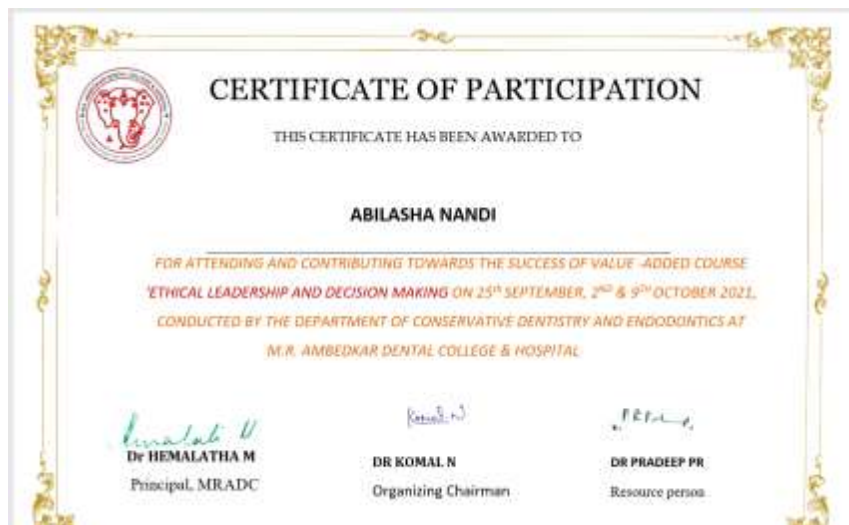 CERTIFICATE OF PARTICIPATION
THIS CERTIFICATE HAS BEEN AWARDED TO
ABILASHA NANDI
FOR ATTENDING AND CONTRIBUTING TOWARDS THE SUCCESS OF VALUE -ADDED COURSE
'ETHICAL LEADERSHIP AND DECISION MAKING ON 25th SEPTEMBER, 2ND & 9TH OCTOBER 2021,
CONDUCTED BY THE DEPARTMENT OF CONSERVATIVE DENTISTRY AND ENDODONTICS AT
M.R. AMBEDKAR DENTAL COLLEGE & HOSPITAL
Dr HEMALATHA M
Principal, MRADC
Komal N
DR KOMAL N
Organizing Chairman
DR PRADEEP PR
Resource person